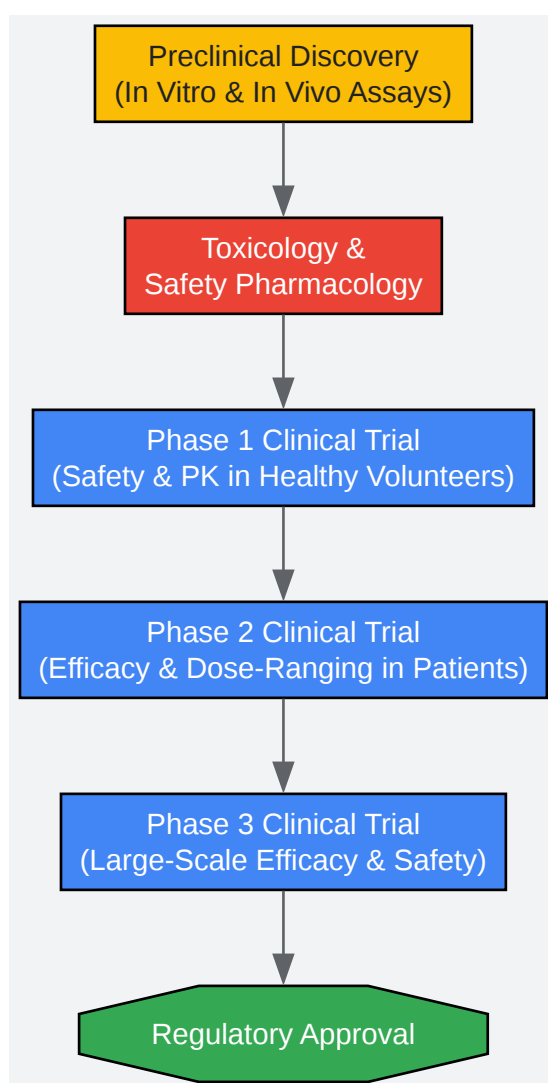 Preclinical Discovery
(In Vitro & In Vivo Assays)
Toxicology &
Safety Pharmacology
Phase 1 Clinical Trial
(Safety & PK in Healthy Volunteers)
Phase 2 Clinical Trial
(Efficacy & Dose-Ranging in Patients)
Phase 3 Clinical Trial
(Large-Scale Efficacy & Safety)
Regulatory Approval